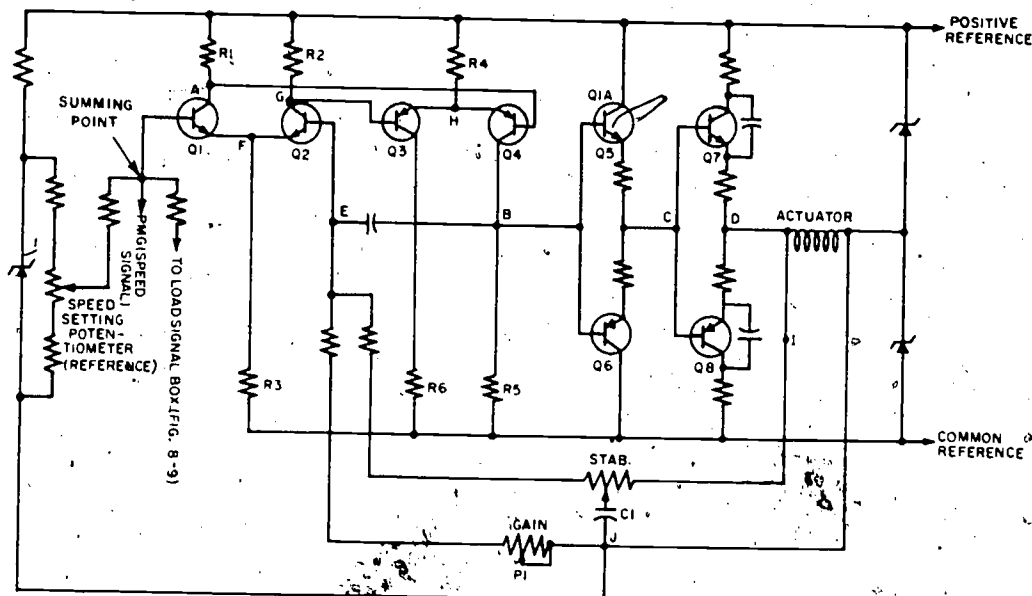 POSITIVE
REFERENCE
R1
R2
R4
A
G
Q1A
SUMMING
POINT
H
Q1
F
Q2
Q3
Q4
Q5
Q7
E
B
C
D
ACTUATOR
PMG(SPEED
SIGNAL)
TO LOAD SIGNAL BOX (FIG. 8-9)
SPEED
SETTING
POTEN-
TIOMETER
(REFERENCE)
I
R3
R6
R5
Q6
Q8
COMMON
REFERENCE
STAB.
C1
GAIN
J
P1